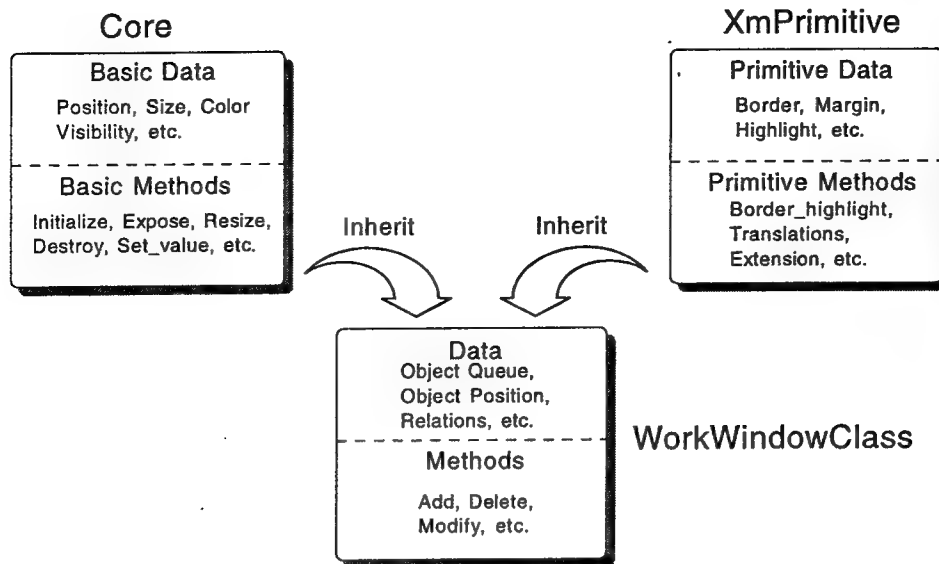 Core
Basic Data
Position, Size, Color
Visibility, etc.
Basic Methods
Initialize, Expose, Resize,
Destroy, Set_value, etc.
XmPrimitive
Primitive Data
Border, Margin,
Highlight, etc.
Primitive Methods
Border_highlight,
Translations,
Extension, etc.
Inherit
Inherit
Data
Object Queue,
Object Position,
Relations, etc.
Methods
Add, Delete,
Modify, etc.
WorkWindowClass